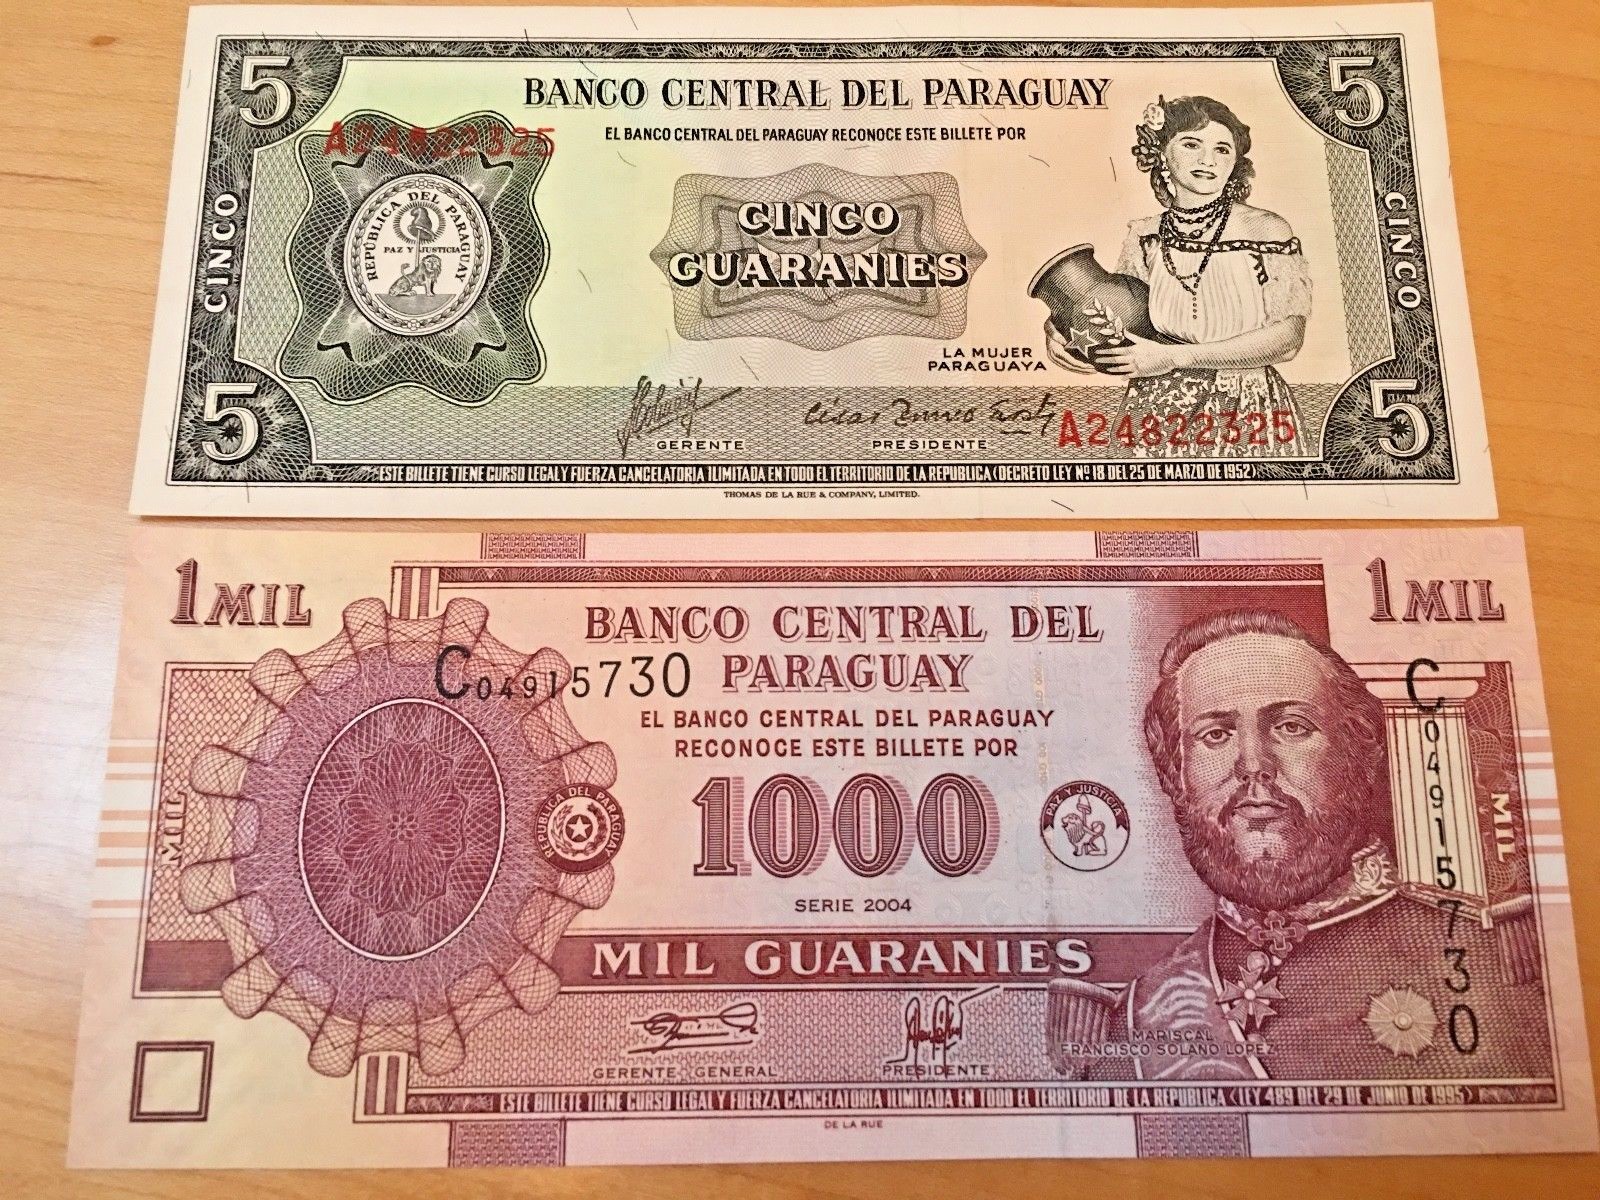 5
5
BANCO CENTRAL DEL PARAGUAY
A24822325
EL BANCO CENTRAL DEL PARAGUAY RECONOCE ESTE BILLETE POR
REPÚBLICA DEL PARAGUAY
PAZ Y JUSTICIA
CINCO
CINCO
GUARANIES
CINCO
LA MUJER
PARAGUAYA
5
5
A24822325
GERENTE
PRESIDENTE
ESTE BILLETE TIENE CURSO LEGAL Y FUERZA CANCELATORIA ILIMITADA EN TODO EL TERRITORIO DE LA REPUBLICA (DECRETO LEY Nº 18 DEL 25 DE MARZO DE 1952)
THOMAS DE LA RUE & COMPANY, LIMITED.
1 MIL
1 MIL
BANCO CENTRAL DEL
PARAGUAY
C04915730
EL BANCO CENTRAL DEL PARAGUAY
RECONOCE ESTE BILLETE POR
1000
C04915730
MIL
MIL
REPUBLICA DEL PARAGUAY
PAZ Y JUSTICIA
SERIE 2004
MIL GUARANIES
MARISCAL
FRANCISCO SOLANO LOPEZ
GERENTE GENERAL
PRESIDENTE
ESTE BILLETE TIENE CURSO LEGAL Y FUERZA CANCELATORIA ILIMITADA EN TODO EL TERRITORIO DE LA REPUBLICA (LEY 489 DEL 29 DE JUNIO DE 1995)
DE LA RUE